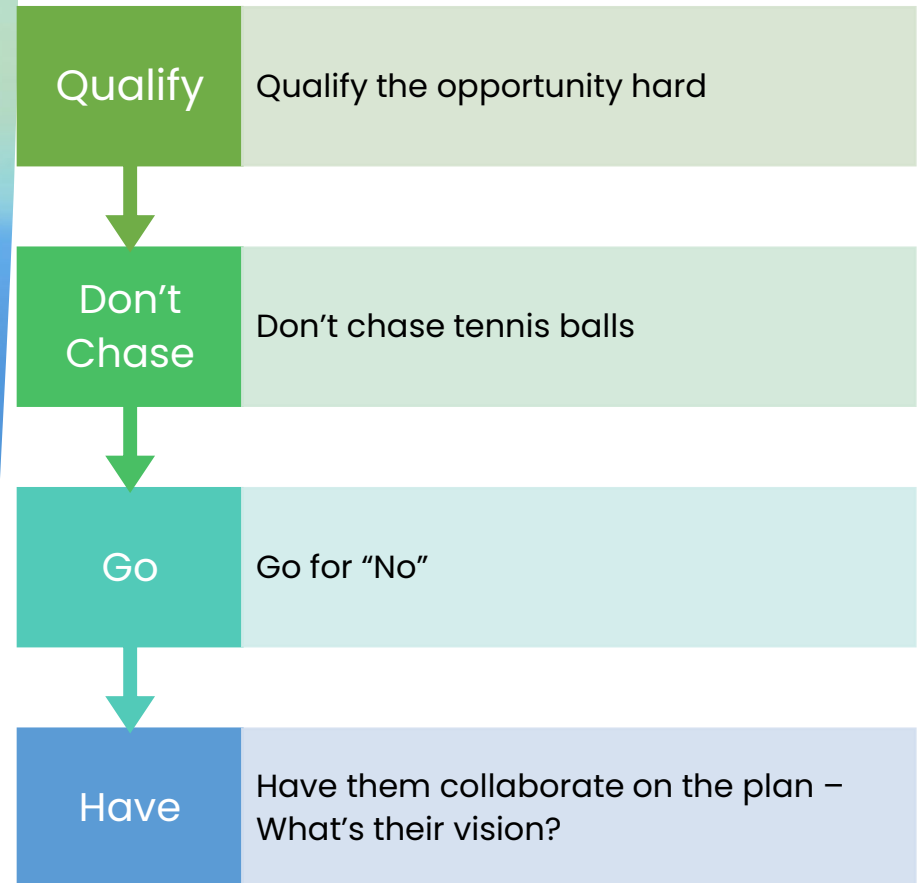 Qualify
Qualify the opportunity hard
Don’t
Chase
Don’t chase tennis balls
Go
Go for “No”
Have
Have them collaborate on the plan –
What’s their vision?